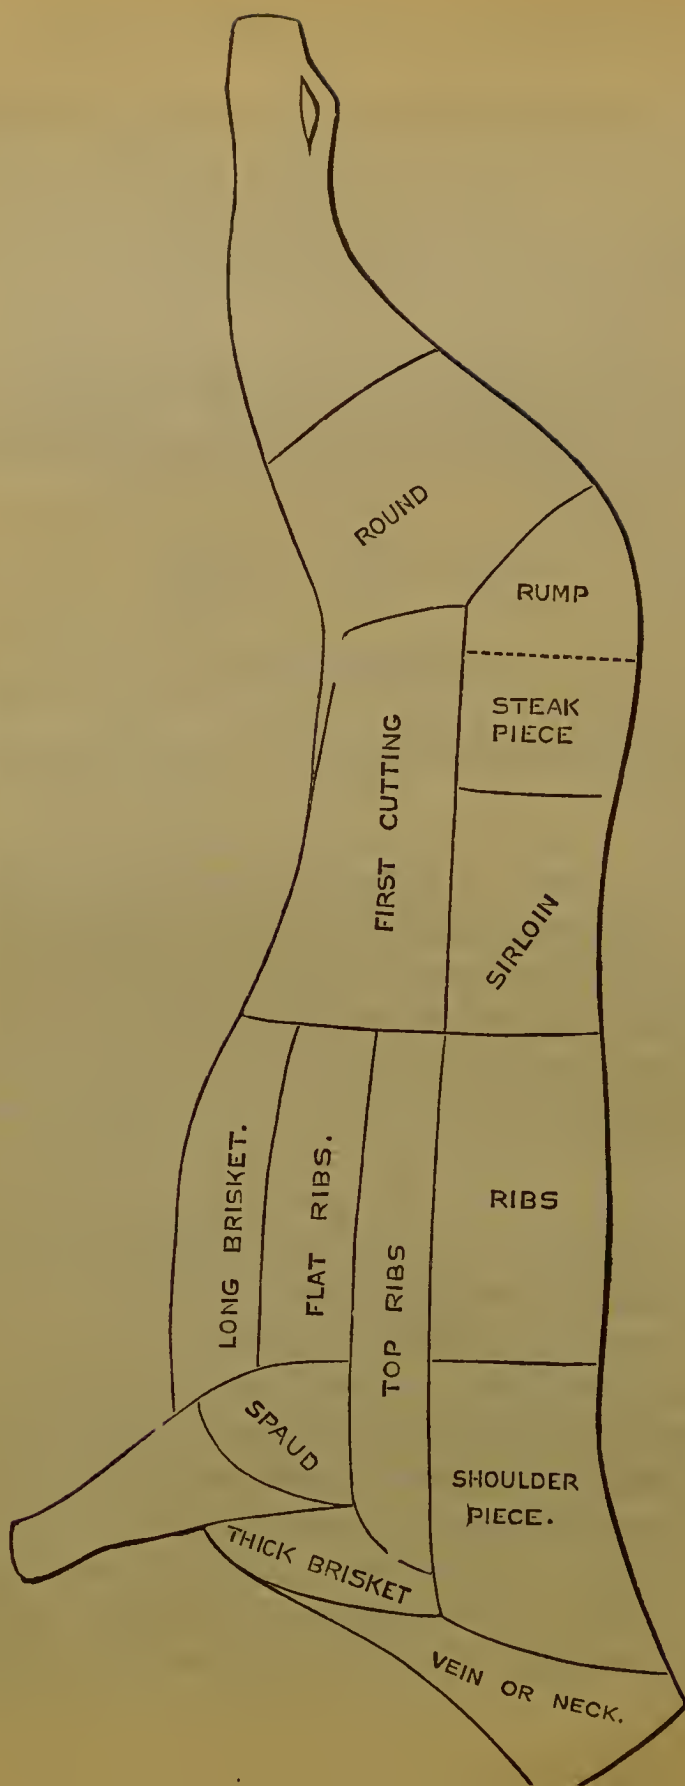 ROUND
RUMP
STEAK
PIECE
FIRST CUTTING
SIRLOIN
LONG BRISKET.
FLAT RIBS.
TOP RIBS
RIBS
SPAUD
SHOULDER
PIECE.
THICK BRISKET
VEIN OR NECK.